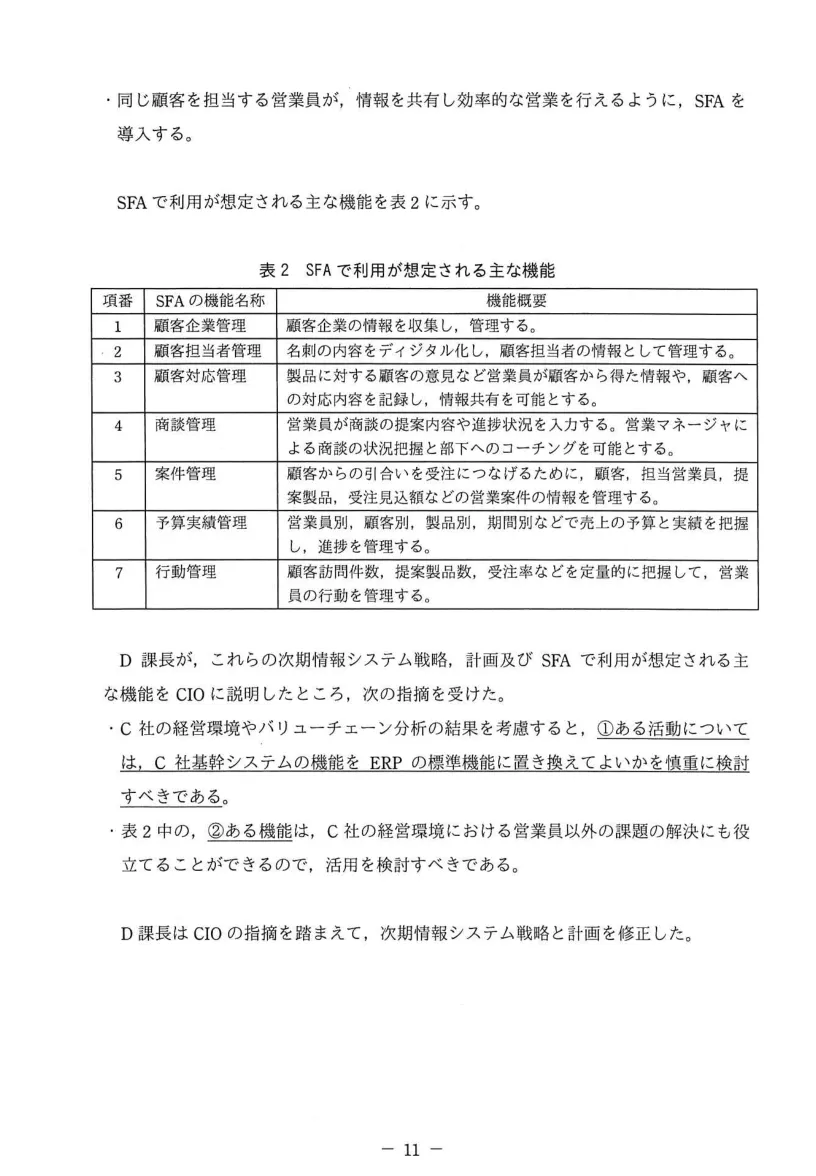 ・同じ顧客を担当する営業員が，情報を共有し効率的な営業を行えるように，SFA を
導入する。
SFA で利用が想定される主な機能を表 2 に示す。
表 2　SFA で利用が想定される主な機能
項番 SFA の機能名称 機能概要
1 顧客企業管理 顧客企業の情報を収集し，管理する。
2 顧客担当者管理 名刺の内容をディジタル化し，顧客担当者の情報として管理する。
3 顧客対応管理 製品に対する顧客の意見など営業員が顧客から得た情報や，顧客へ
の対応内容を記録し，情報共有を可能とする。
4 商談管理 営業員が商談の提案内容や進捗状況を入力する。営業マネージャに
よる商談の状況把握と部下へのコーチングを可能とする。
5 案件管理 顧客からの引合いを受注につなげるために，顧客，担当営業員，提
案製品，受注見込額などの営業案件の情報を管理する。
6 予算実績管理 営業員別，顧客別，製品別，期間別などで売上の予算と実績を把握
し，進捗を管理する。
7 行動管理 顧客訪問件数，提案製品数，受注率などを定量的に把握して，営業
員の行動を管理する。
D 課長が，これらの次期情報システム戦略，計画及び SFA で利用が想定される主
な機能を CIO に説明したところ，次の指摘を受けた。
・C 社の経営環境やバリューチェーン分析の結果を考慮すると，①ある活動について
は，C 社基幹システムの機能を ERP の標準機能に置き換えてよいかを慎重に検討
すべきである。
・表 2 中の，②ある機能は，C 社の経営環境における営業員以外の課題の解決にも役
立てることができるので，活用を検討すべきである。
D 課長は CIO の指摘を踏まえて，次期情報システム戦略と計画を修正した。
－ 11 －